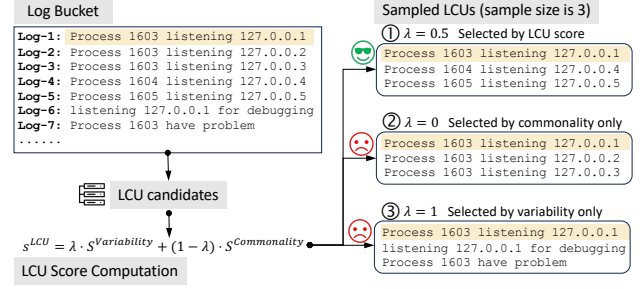 Log Bucket
Log-1: Process 1603 listening 127.0.0.1
Log-2: Process 1603 listening 127.0.0.2
Log-3: Process 1603 listening 127.0.0.3
Log-4: Process 1604 listening 127.0.0.4
Log-5: Process 1605 listening 127.0.0.5
Log-6: listening 127.0.0.1 for debugging
Log-7: Process 1603 have problem
......
LCU candidates
s^{LCU} = λ · S^{Variability} + (1 − λ) · S^{Commonality}
LCU Score Computation
Sampled LCUs (sample size is 3)
① λ = 0.5 Selected by LCU score
Process 1603 listening 127.0.0.1
Process 1604 listening 127.0.0.4
Process 1605 listening 127.0.0.5
② λ = 0 Selected by commonality only
Process 1603 listening 127.0.0.1
Process 1603 listening 127.0.0.2
Process 1603 listening 127.0.0.3
③ λ = 1 Selected by variability only
Process 1603 listening 127.0.0.1
listening 127.0.0.1 for debugging
Process 1603 have problem